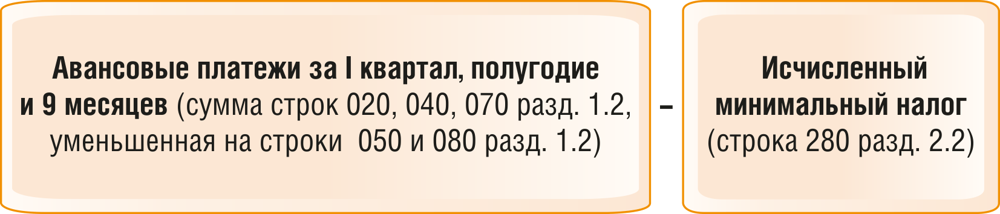 Авансовые платежи за I квартал, полугодие
и 9 месяцев (сумма строк 020, 040, 070 разд. 1.2,
уменьшенная на строки 050 и 080 разд. 1.2)
–
Исчисленный
минимальный налог
(строка 280 разд. 2.2)